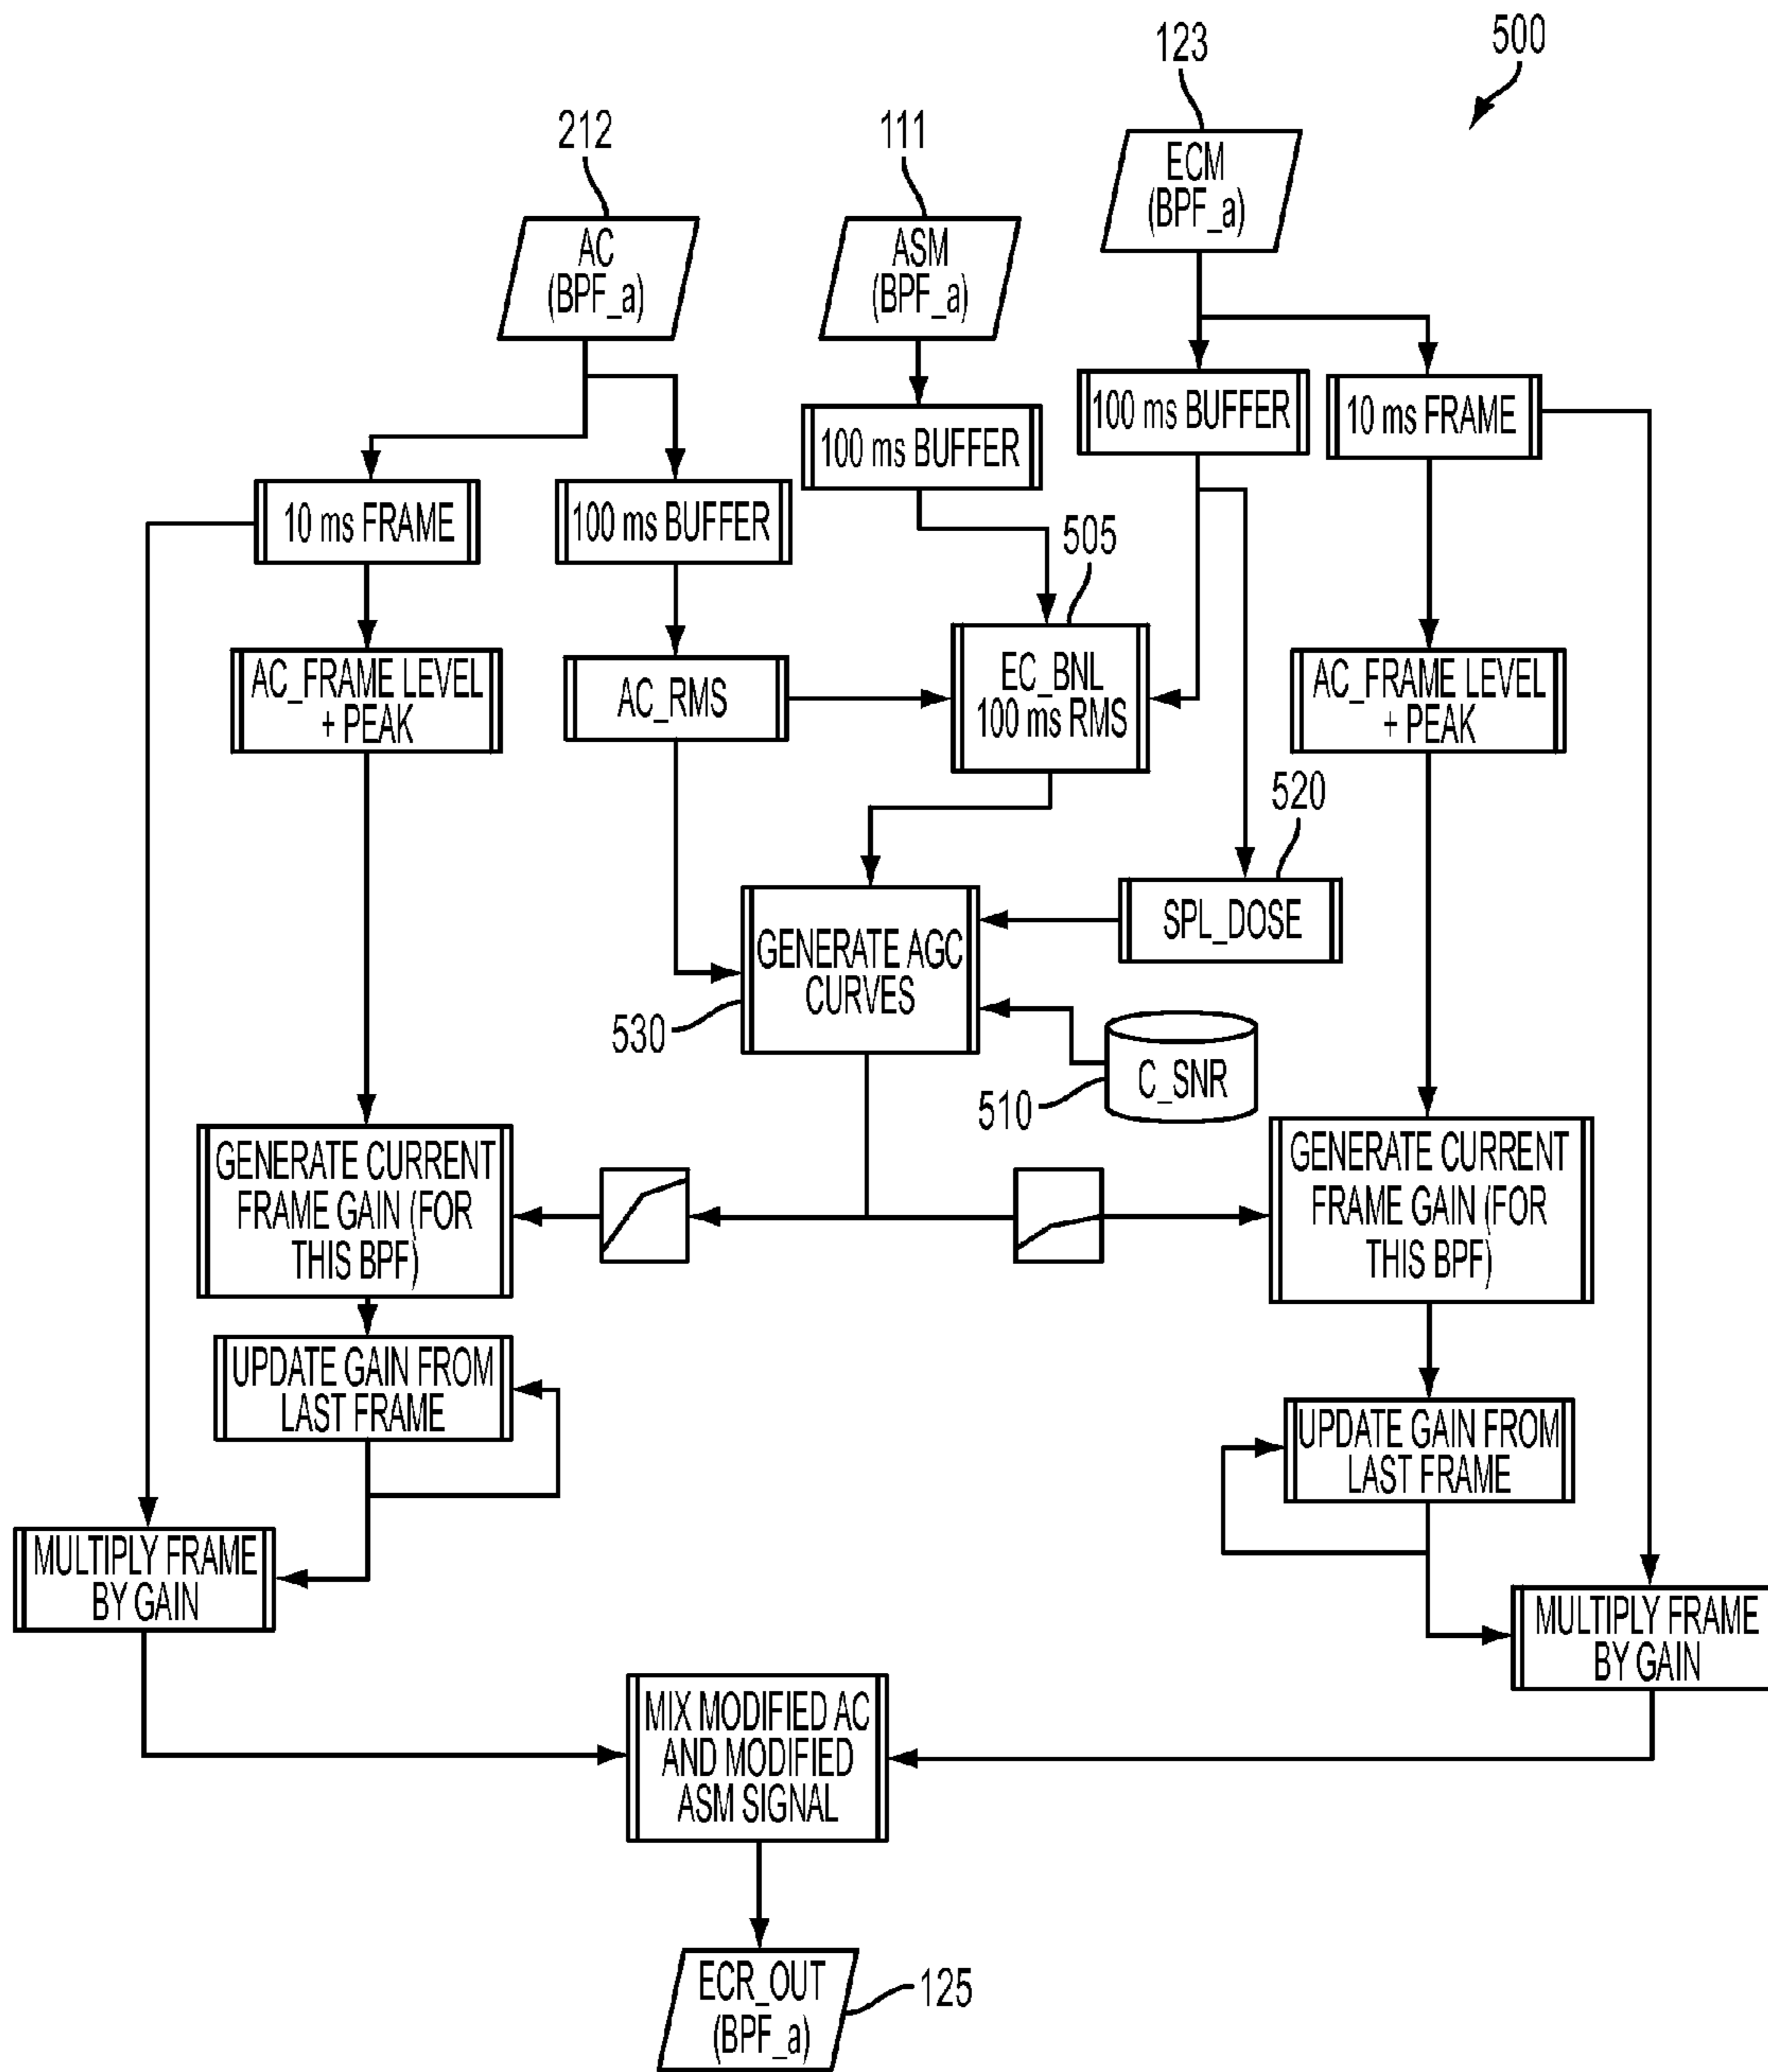 500
123
ECM
(BPF_a)
212
111
AC
(BPF_a)
ASM
(BPF_a)
100 ms BUFFER
10 ms FRAME
100 ms BUFFER
10 ms FRAME
100 ms BUFFER
505
AC_FRAME LEVEL
+ PEAK
AC_RMS
EC_BNL
100 ms RMS
AC_FRAME LEVEL
+ PEAK
520
SPL_DOSE
GENERATE AGC
CURVES
530
C_SNR
510
GENERATE CURRENT
FRAME GAIN (FOR
THIS BPF)
GENERATE CURRENT
FRAME GAIN (FOR
THIS BPF)
UPDATE GAIN FROM
LAST FRAME
UPDATE GAIN FROM
LAST FRAME
MULTIPLY FRAME
BY GAIN
MULTIPLY FRAME
BY GAIN
MIX MODIFIED AC
AND MODIFIED
ASM SIGNAL
ECR_OUT
(BPF_a)
125